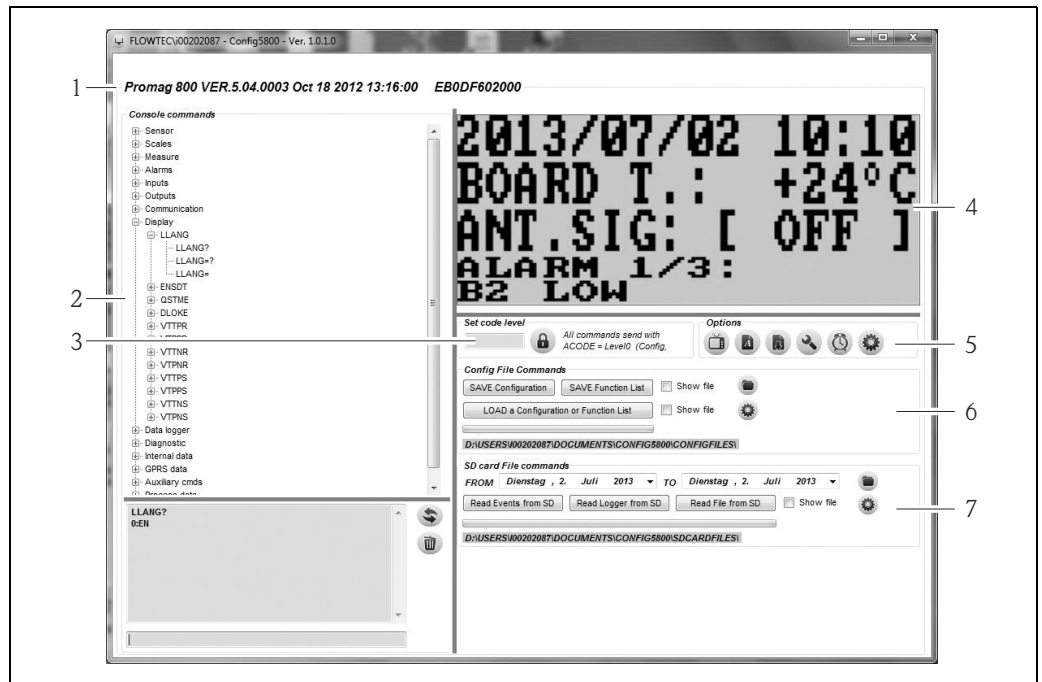 FLOWTEC\i00202087 - Config5800 - Ver. 1.0.1.0
1
Promag 800 VER.5.04.0003 Oct 18 2012 13:16:00 EB0DF602000
Console commands
Sensor
Scales
Measure
Alarms
Inputs
Outputs
Communication
Display
LLANG
LLANG?
LLANG=?
LLANG=
ENSDT
QSTME
DLOKE
VTTPR
VTTNR
VTPNR
VTTPS
VTPPS
VTTNS
VTPNS
Data logger
Diagnostic
Internal data
GPRS data
Auxiliary cmds
Process data
2
3
LLANG?
0:EN
2013/07/02 10:10
BOARD T.: +24°C
ANT.SIG: [ OFF ]
ALARM 1/3:
B2 LOW
4
Set code level
All commands send with
ACODE = Level0 (Config,
Options
5
Config File Commands
SAVE Configuration SAVE Function List Show file
LOAD a Configuration or Function List Show file
6
D:\USERS\I00202087\DOCUMENTS\CONFIG5800\CONFIGFILES\
SD card File commands
FROM Dienstag , 2. Juli 2013 TO Dienstag , 2. Juli 2013
Read Events from SD Read Logger from SD Read File from SD Show file
7
D:\USERS\I00202087\DOCUMENTS\CONFIG5800\SDCARDFILES\